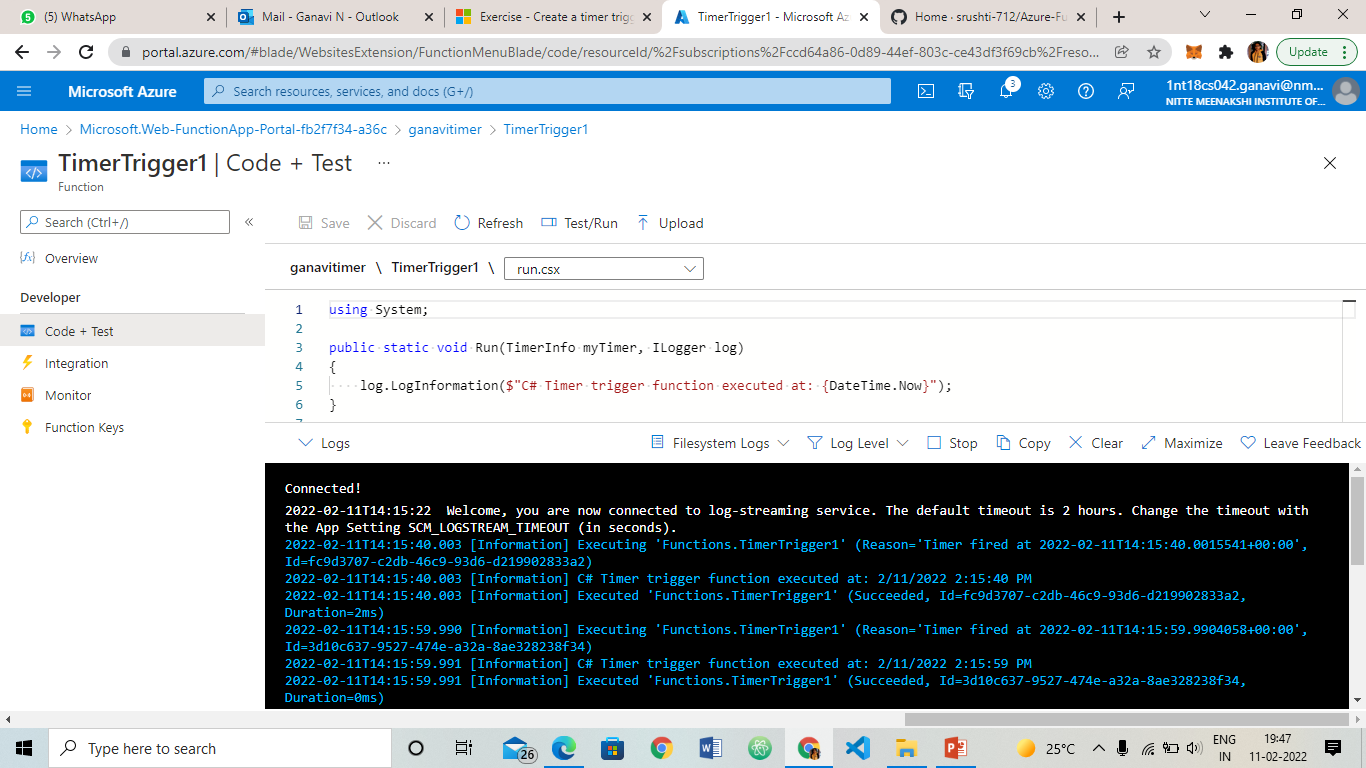 (5) WhatsApp
Mail - Ganavi N - Outlook
Exercise - Create a timer trigg
TimerTrigger1 - Microsoft Az
Home · srushti-712/Azure-Fu
portal.azure.com/#blade/WebsitesExtension/FunctionMenuBlade/code/resourceId/%2Fsubscriptions%2Fccd64a86-0d89-44ef-803c-ce43df3f69cb%2Freso...
Update
Microsoft Azure
Search resources, services, and docs (G+/)
3
1nt18cs042.ganavi@nm...
NITTE MEENAKSHI INSTITUTE OF...
Home > Microsoft.Web-FunctionApp-Portal-fb2f7f34-a36c > ganavitimer > TimerTrigger1
TimerTrigger1 | Code + Test ...
Function
Search (Ctrl+/)
«
Save
Discard
Refresh
Test/Run
Upload
Overview
Developer
Code + Test
Integration
Monitor
Function Keys
ganavitimer \ TimerTrigger1 \ run.csx
1 using System;
2
3 public static void Run(TimerInfo myTimer, ILogger log)
4 {
5 log.LogInformation($"C# Timer trigger function executed at: {DateTime.Now}");
6 }
7
Logs
Filesystem Logs
Log Level
Stop
Copy
Clear
Maximize
Leave Feedback
Connected!
2022-02-11T14:15:22 Welcome, you are now connected to log-streaming service. The default timeout is 2 hours. Change the timeout with
the App Setting SCM_LOGSTREAM_TIMEOUT (in seconds).
2022-02-11T14:15:40.003 [Information] Executing 'Functions.TimerTrigger1' (Reason='Timer fired at 2022-02-11T14:15:40.0015541+00:00',
Id=fc9d3707-c2db-46c9-93d6-d219902833a2)
2022-02-11T14:15:40.003 [Information] C# Timer trigger function executed at: 2/11/2022 2:15:40 PM
2022-02-11T14:15:40.003 [Information] Executed 'Functions.TimerTrigger1' (Succeeded, Id=fc9d3707-c2db-46c9-93d6-d219902833a2,
Duration=2ms)
2022-02-11T14:15:59.990 [Information] Executing 'Functions.TimerTrigger1' (Reason='Timer fired at 2022-02-11T14:15:59.9904058+00:00',
Id=3d10c637-9527-474e-a32a-8ae328238f34)
2022-02-11T14:15:59.991 [Information] C# Timer trigger function executed at: 2/11/2022 2:15:59 PM
2022-02-11T14:15:59.991 [Information] Executed 'Functions.TimerTrigger1' (Succeeded, Id=3d10c637-9527-474e-a32a-8ae328238f34,
Duration=0ms)
Type here to search
26
25°C
ENG
IN
19:47
11-02-2022